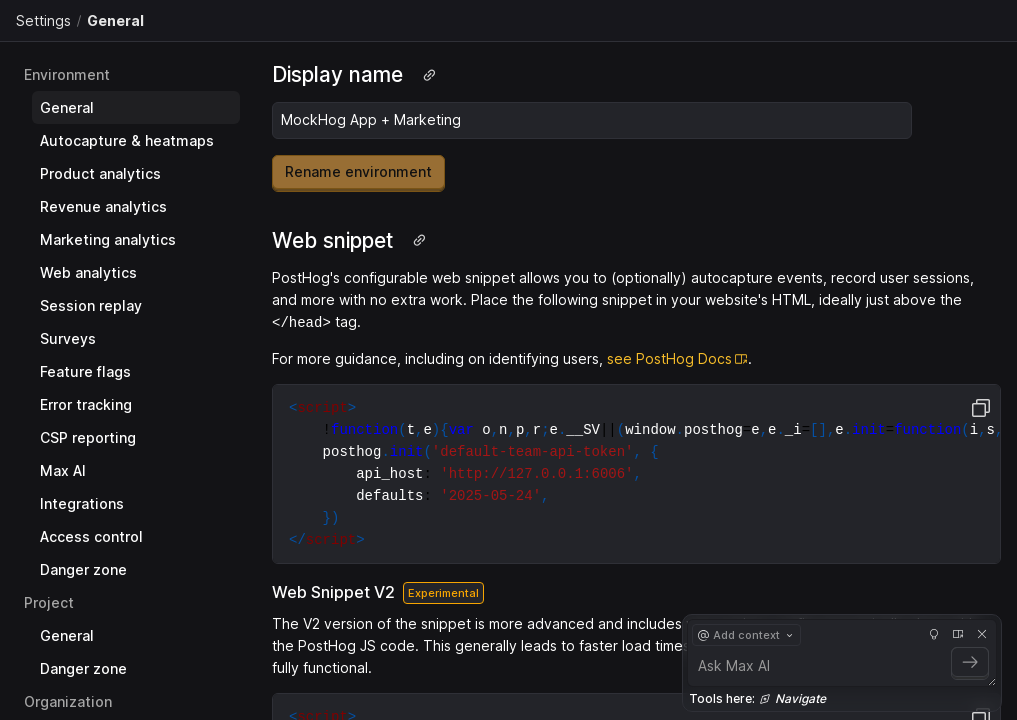 Settings / General
Environment
General
Autocapture & heatmaps
Product analytics
Revenue analytics
Marketing analytics
Web analytics
Session replay
Surveys
Feature flags
Error tracking
CSP reporting
Max AI
Integrations
Access control
Danger zone
Project
General
Danger zone
Organization
Display name
MockHog App + Marketing
Rename environment
Web snippet
PostHog's configurable web snippet allows you to (optionally) autocapture events, record user sessions,
and more with no extra work. Place the following snippet in your website's HTML, ideally just above the
</head> tag.
For more guidance, including on identifying users, see PostHog Docs.
<script>
!function(t,e){var o,n,p,r;e.__SV||(window.posthog=e,e._i=[],e.init=function(i,s,
posthog.init('default-team-api-token', {
api_host: 'http://127.0.0.1:6006',
defaults: '2025-05-24',
})
</script>
Web Snippet V2 Experimental
The V2 version of the snippet is more advanced and includes
the PostHog JS code. This generally leads to faster load time
fully functional.
<script>
@ Add context
Ask Max AI
Tools here: Navigate